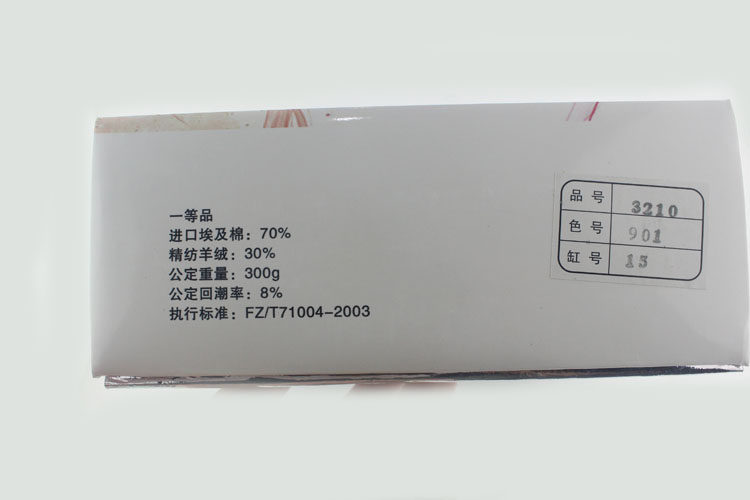 一等品
进口埃及棉：70%
精纺羊绒：30%
公定重量：300g
公定回潮率：8%
执行标准：FZ/T71004-2003
品号 3210
色号 901
缸号 15